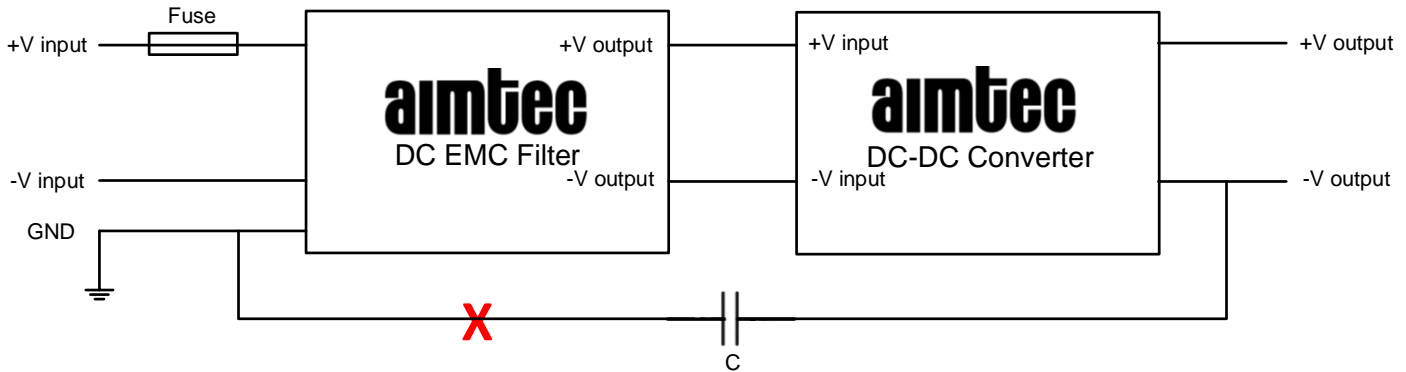 Fuse
+V input
+V output
+V input
+V output
aimtec
DC EMC Filter
aimtec
DC-DC Converter
-V input
-V output
-V input
-V output
GND
X
C